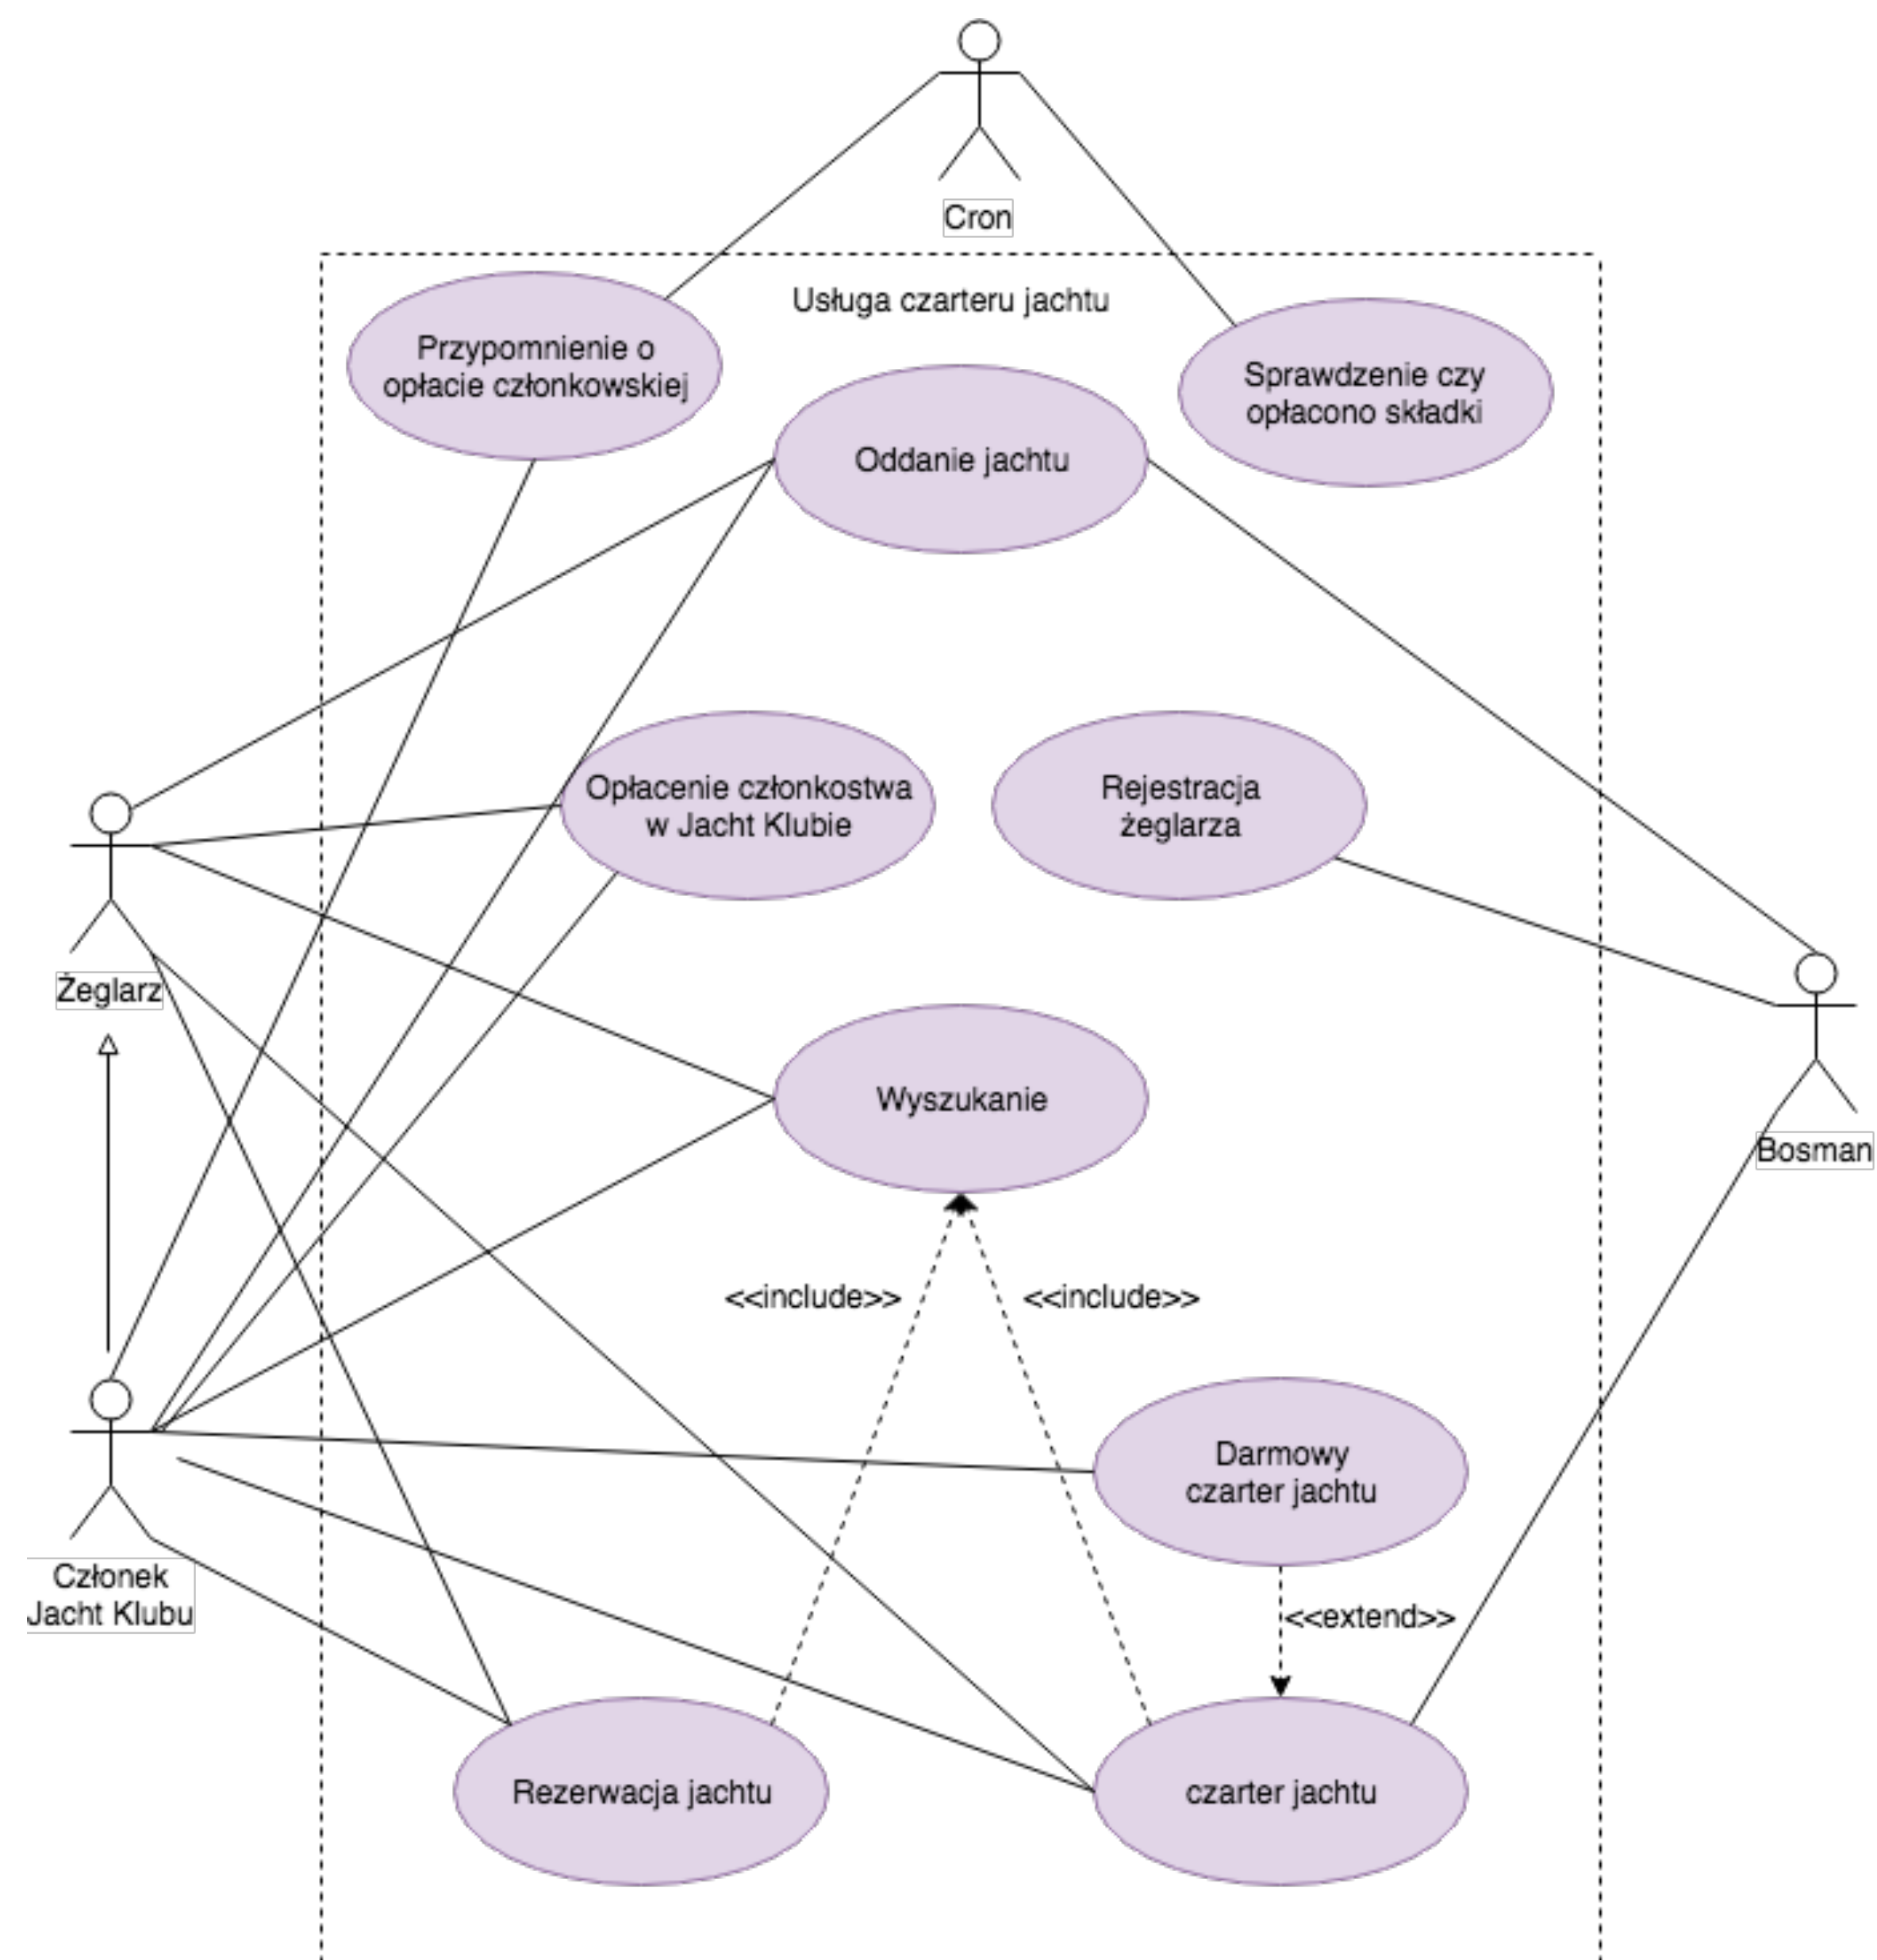 Cron
Usługa czarteru jachtu
Przypomnienie o
opłacie członkowskiej
Sprawdzenie czy
opłacono składki
Oddanie jachtu
Opłacenie członkostwa
w Jacht Klubie
Rejestracja
żeglarza
Żeglarz
Wyszukanie
Bosman
<<include>>
<<include>>
Darmowy
czarter jachtu
Członek
Jacht Klubu
<<extend>>
Rezerwacja jachtu
czarter jachtu